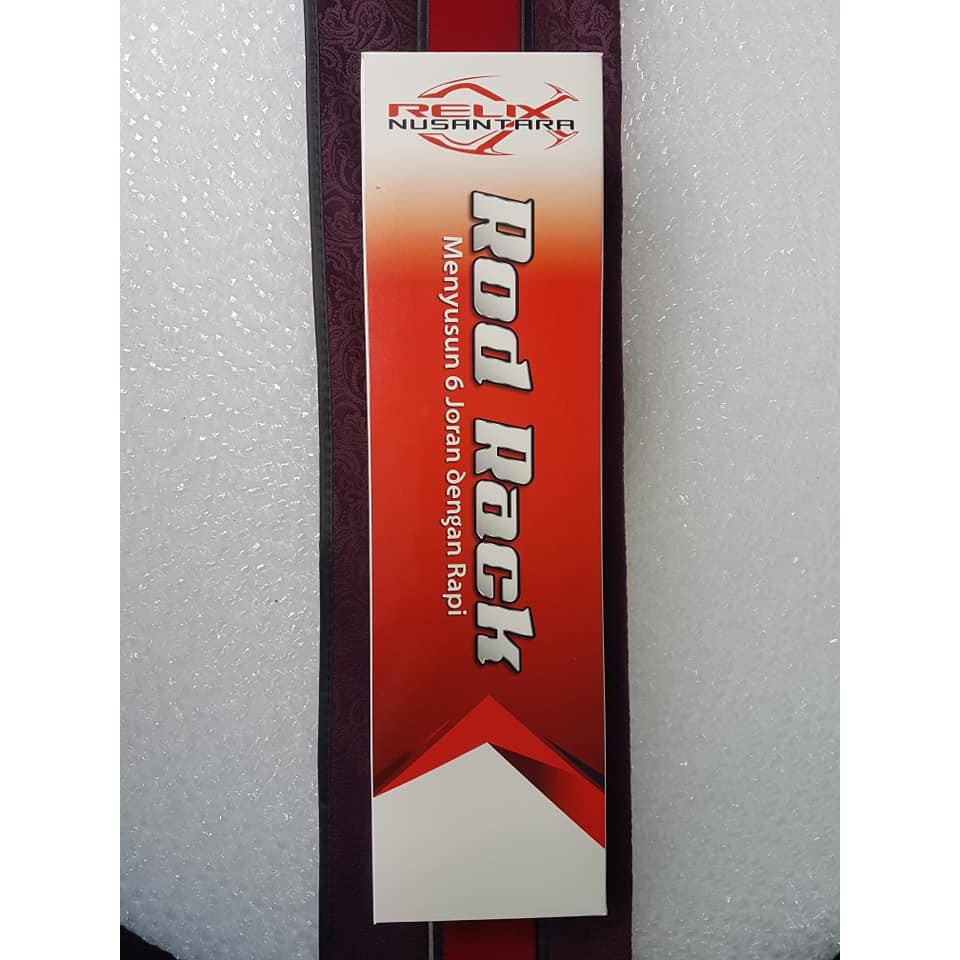 RELIX
NUSANTARA
Rod Rack
Menyusun 6 Joran dengan Rapi